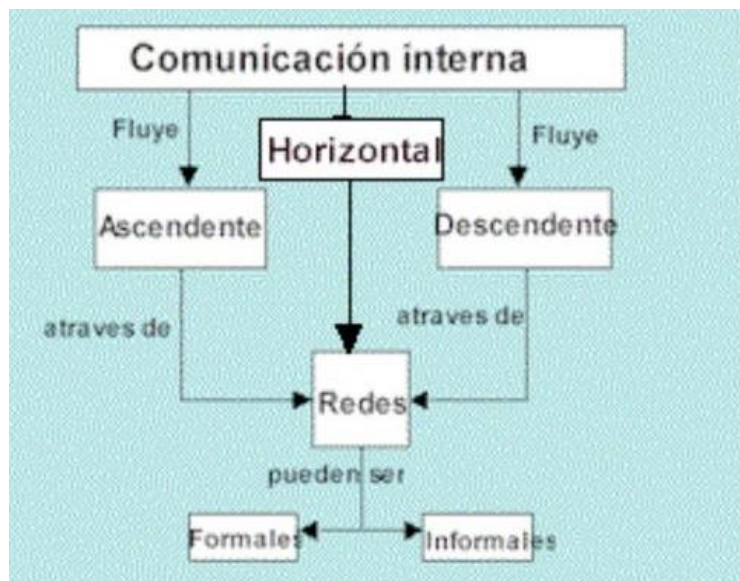 Comunicación interna
Fluye
Horizontal
Fluye
Ascendente
Descendente
atraves de
atraves de
Redes
pueden ser
Formales
Informales